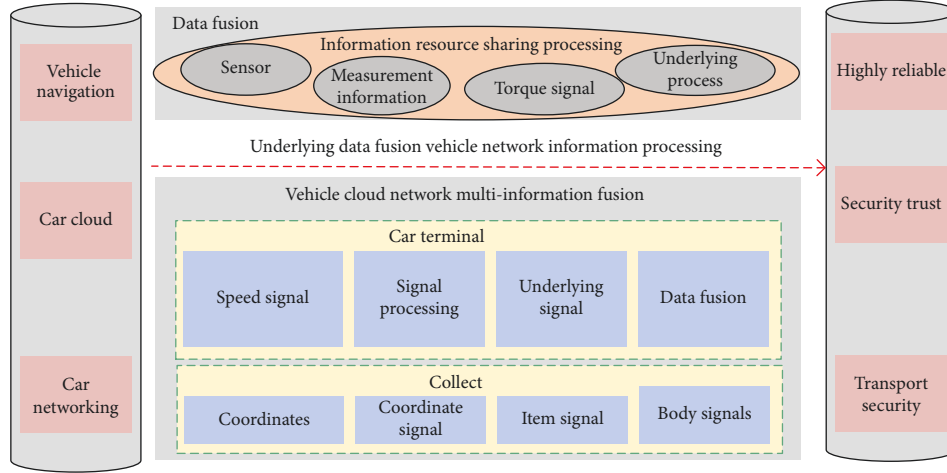 Vehicle
navigation
Car cloud
Car
networking
Data fusion
Information resource sharing processing
Sensor
Measurement
information
Torque signal
Underlying
process
Underlying data fusion vehicle network information processing
Vehicle cloud network multi-information fusion
Car terminal
Speed signal
Signal
processing
Underlying
signal
Data fusion
Collect
Coordinates
Coordinate
signal
Item signal
Body signals
Highly reliable
Security trust
Transport
security